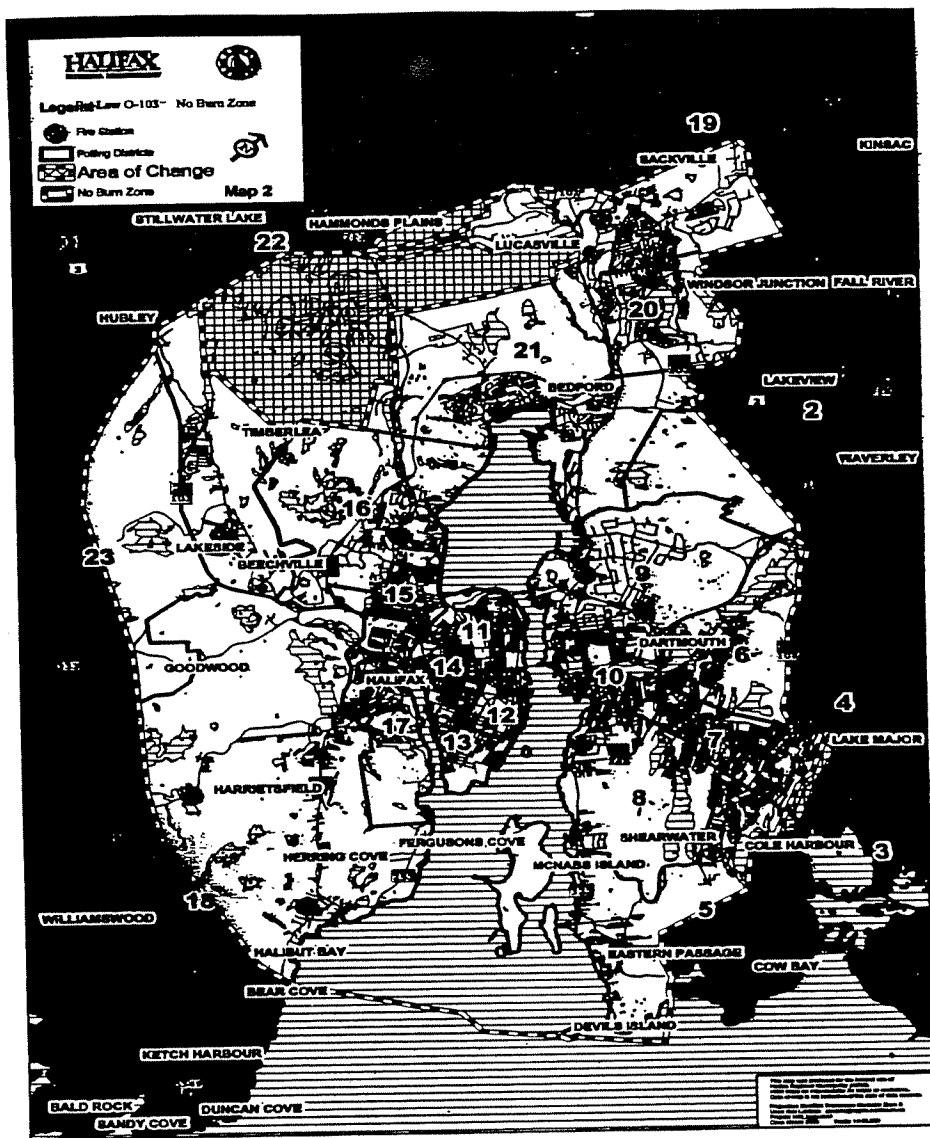 HALIFAX
Legend By-Law O-103- No Burn Zone
Fire Station
Polling Districts
Area of Change
No Burn Zone
Map 2
19
SACKVILLE
KINSAC
STILLWATER LAKE
HAMMONDS PLAINS
22
LUCASVILLE
WINDSOR JUNCTION
FALL RIVER
HUBLEY
20
21
BEDFORD
LAKEVIEW
2
TIMBERLEA
WAVERLEY
16
23
LAKESIDE
BEECHVILLE
9
15
11
DARTMOUTH
6
GOODWOOD
14
HALIFAX
10
4
12
17
13
7
LAKE MAJOR
HARRIETSFIELD
8
FERGUSONS COVE
SHEARWATER
COLE HARBOUR
3
HERRING COVE
MCNABS ISLAND
18
WILLIAMSWOOD
5
HALIBUT BAY
EASTERN PASSAGE
COW BAY
BEAR COVE
DEVILS ISLAND
KETCH HARBOUR
BALD ROCK
DUNCAN COVE
SANDY COVE